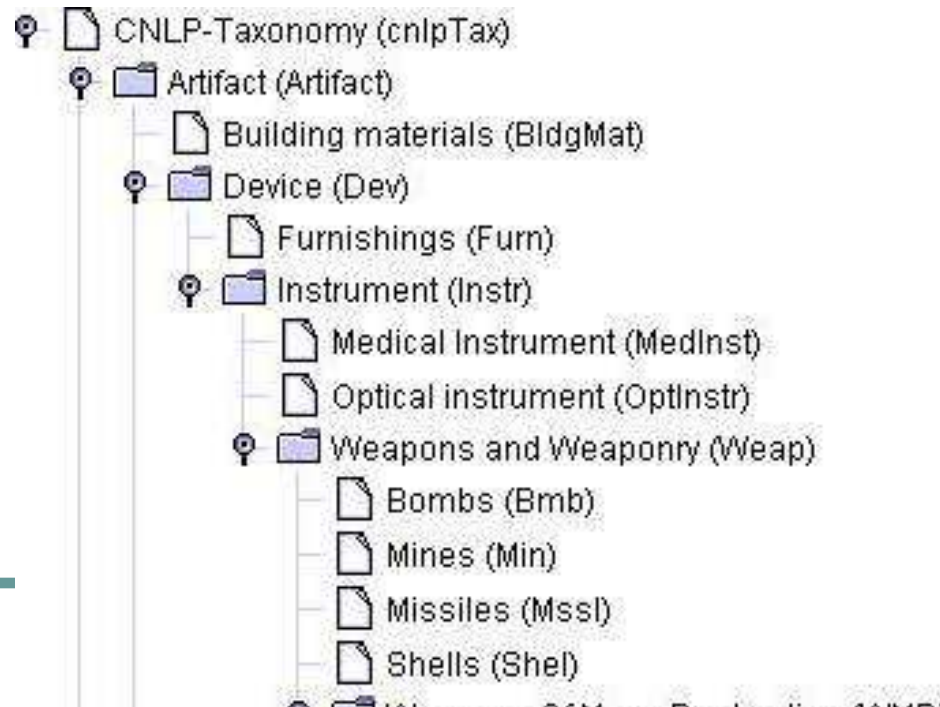 CNLP-Taxonomy (cnlpTax)
Artifact (Artifact)
Building materials (BldgMat)
Device (Dev)
Furnishings (Furn)
Instrument (Instr)
Medical Instrument (MedInst)
Optical instrument (OptInstr)
Weapons and Weaponry (Weap)
Bombs (Bmb)
Mines (Min)
Missiles (Mssl)
Shells (Shel)